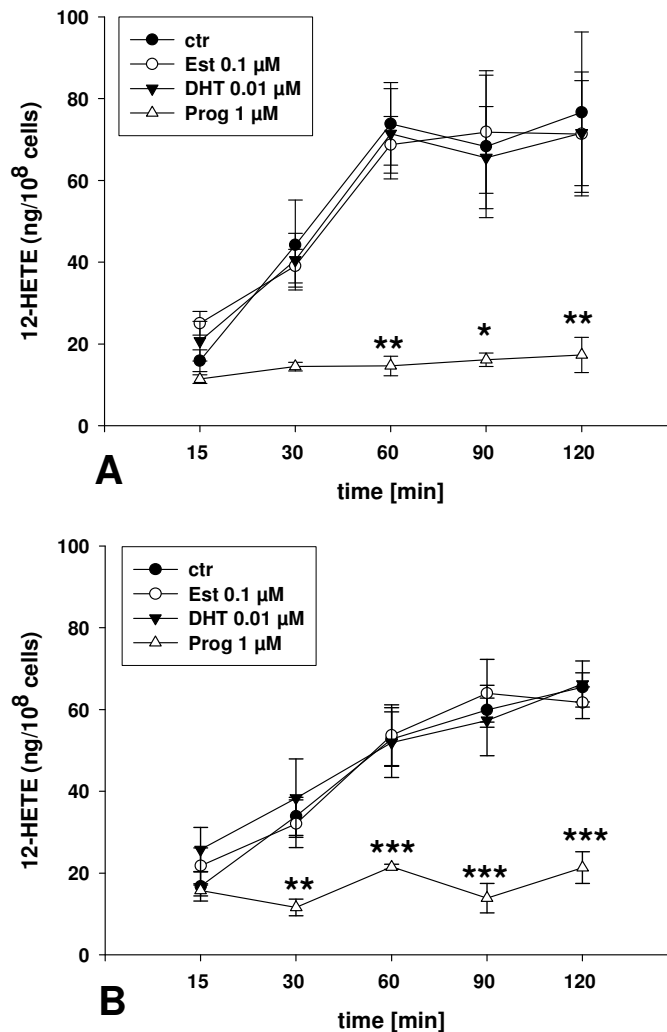 100
80
60
40
20
0
12-HETE (ng/10⁸ cells)
ctr
Est 0.1 µM
DHT 0.01 µM
Prog 1 µM
** * **
15 30 60 90 120
A
time [min]
100
80
60
40
20
0
12-HETE (ng/10⁸ cells)
ctr
Est 0.1 µM
DHT 0.01 µM
Prog 1 µM
** *** *** ***
15 30 60 90 120
B
time [min]